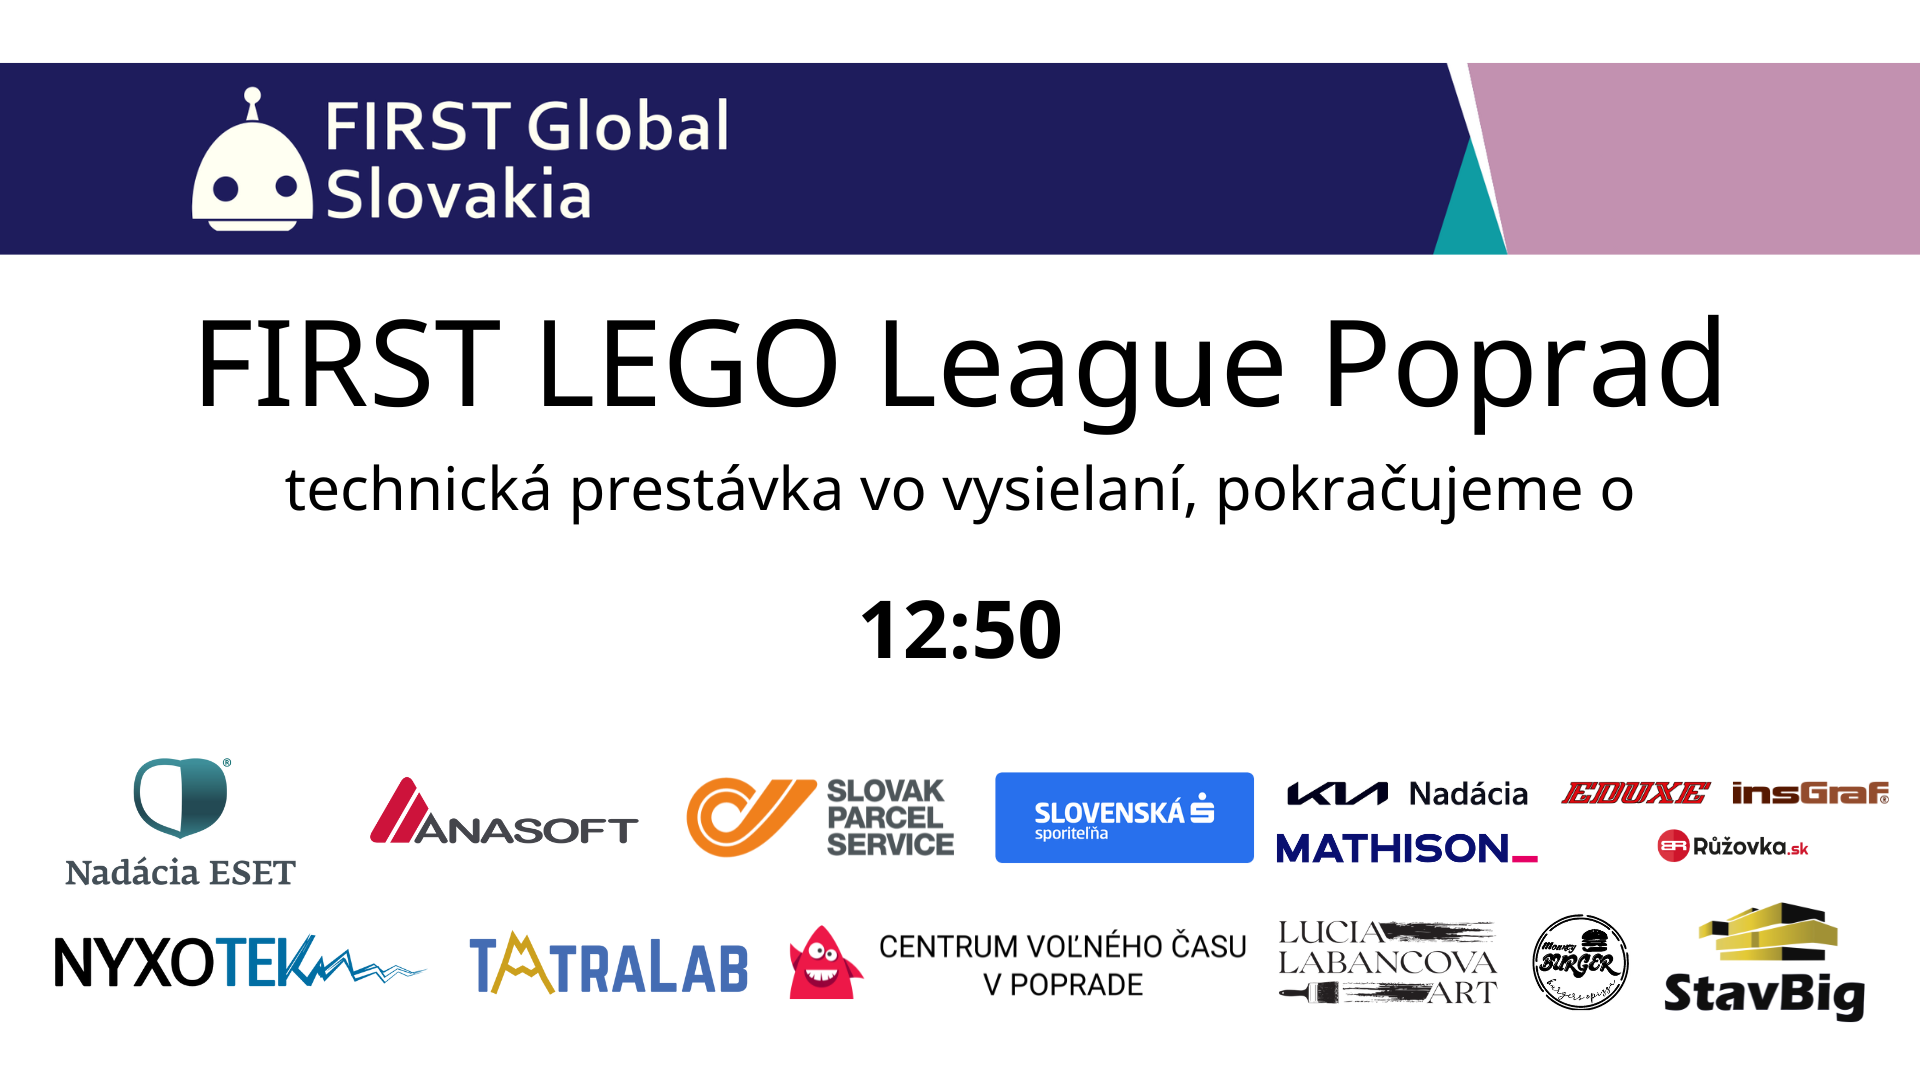 FIRST Global
Slovakia
FIRST LEGO League Poprad
technická prestávka vo vysielaní, pokračujeme o
12:50
Nadácia ESET
ANASOFT
SLOVAK
PARCEL
SERVICE
SLOVENSKÁ
sporiteľňa
KIA Nadácia
EDUXE
insGraf®
MATHISON_
Růžovka.sk
NYXOTEK
TATRALAB
CENTRUM VOĽNÉHO ČASU
V POPRADE
LUCIA
LABANCOVA
ART
BURGER
StavBig